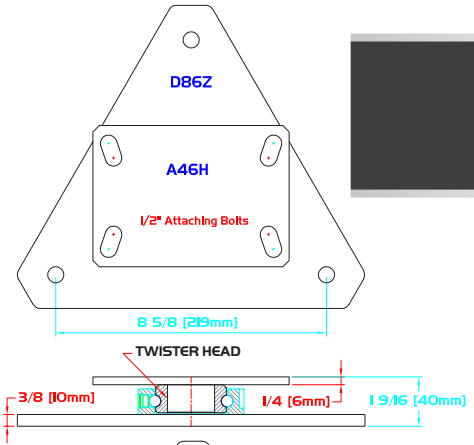 D86Z
A46H
1/2" Attaching Bolts
8 5/8 [219mm]
TWISTER HEAD
3/8 [10mm]
1/4 [6mm]
1 9/16 [40mm]